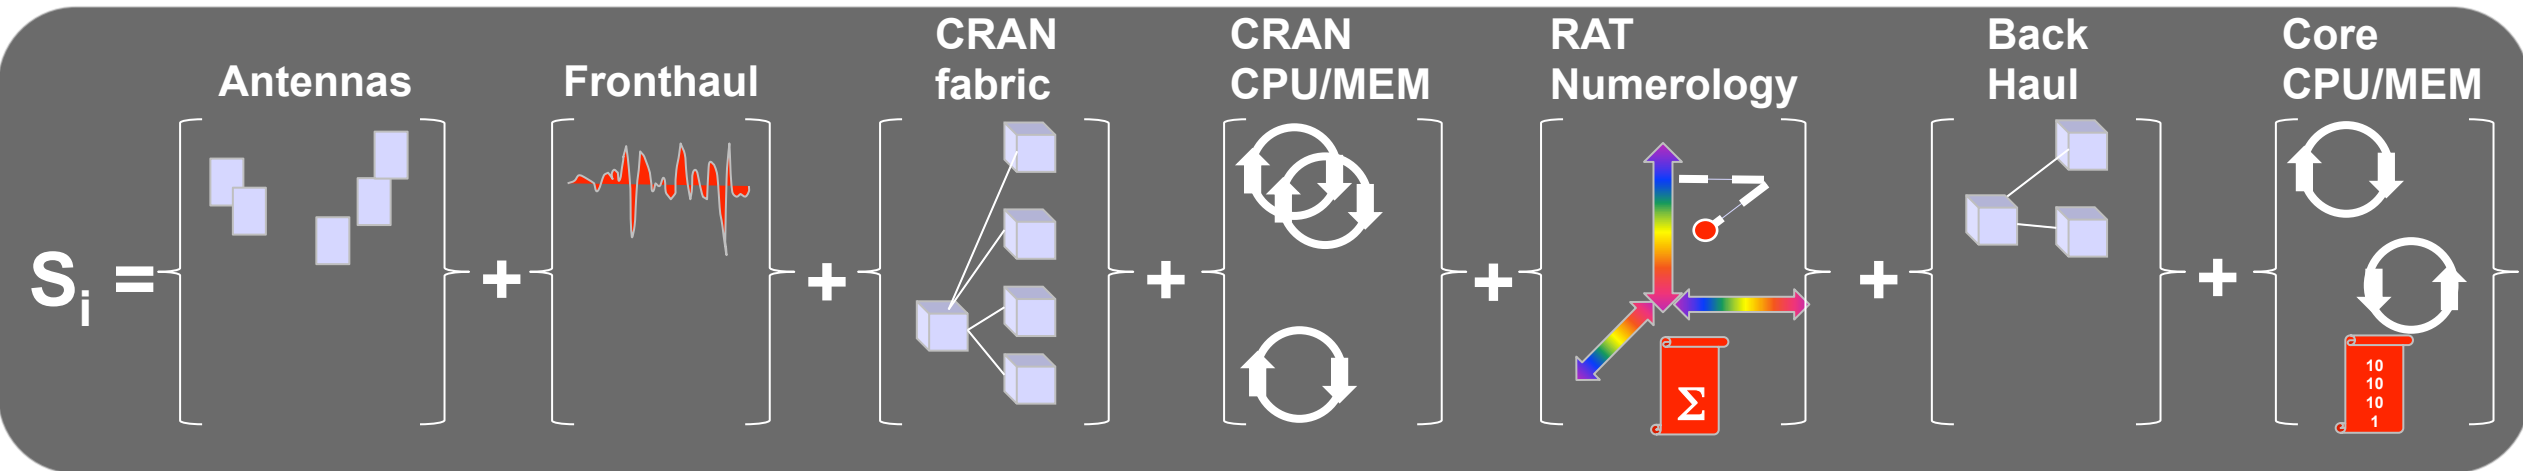 Antennas
Fronthaul
CRAN
fabric
CRAN
CPU/MEM
RAT
Numerology
Back
Haul
Core
CPU/MEM
Si =
+
+
+
+
+
+
Σ
10
10
10
1